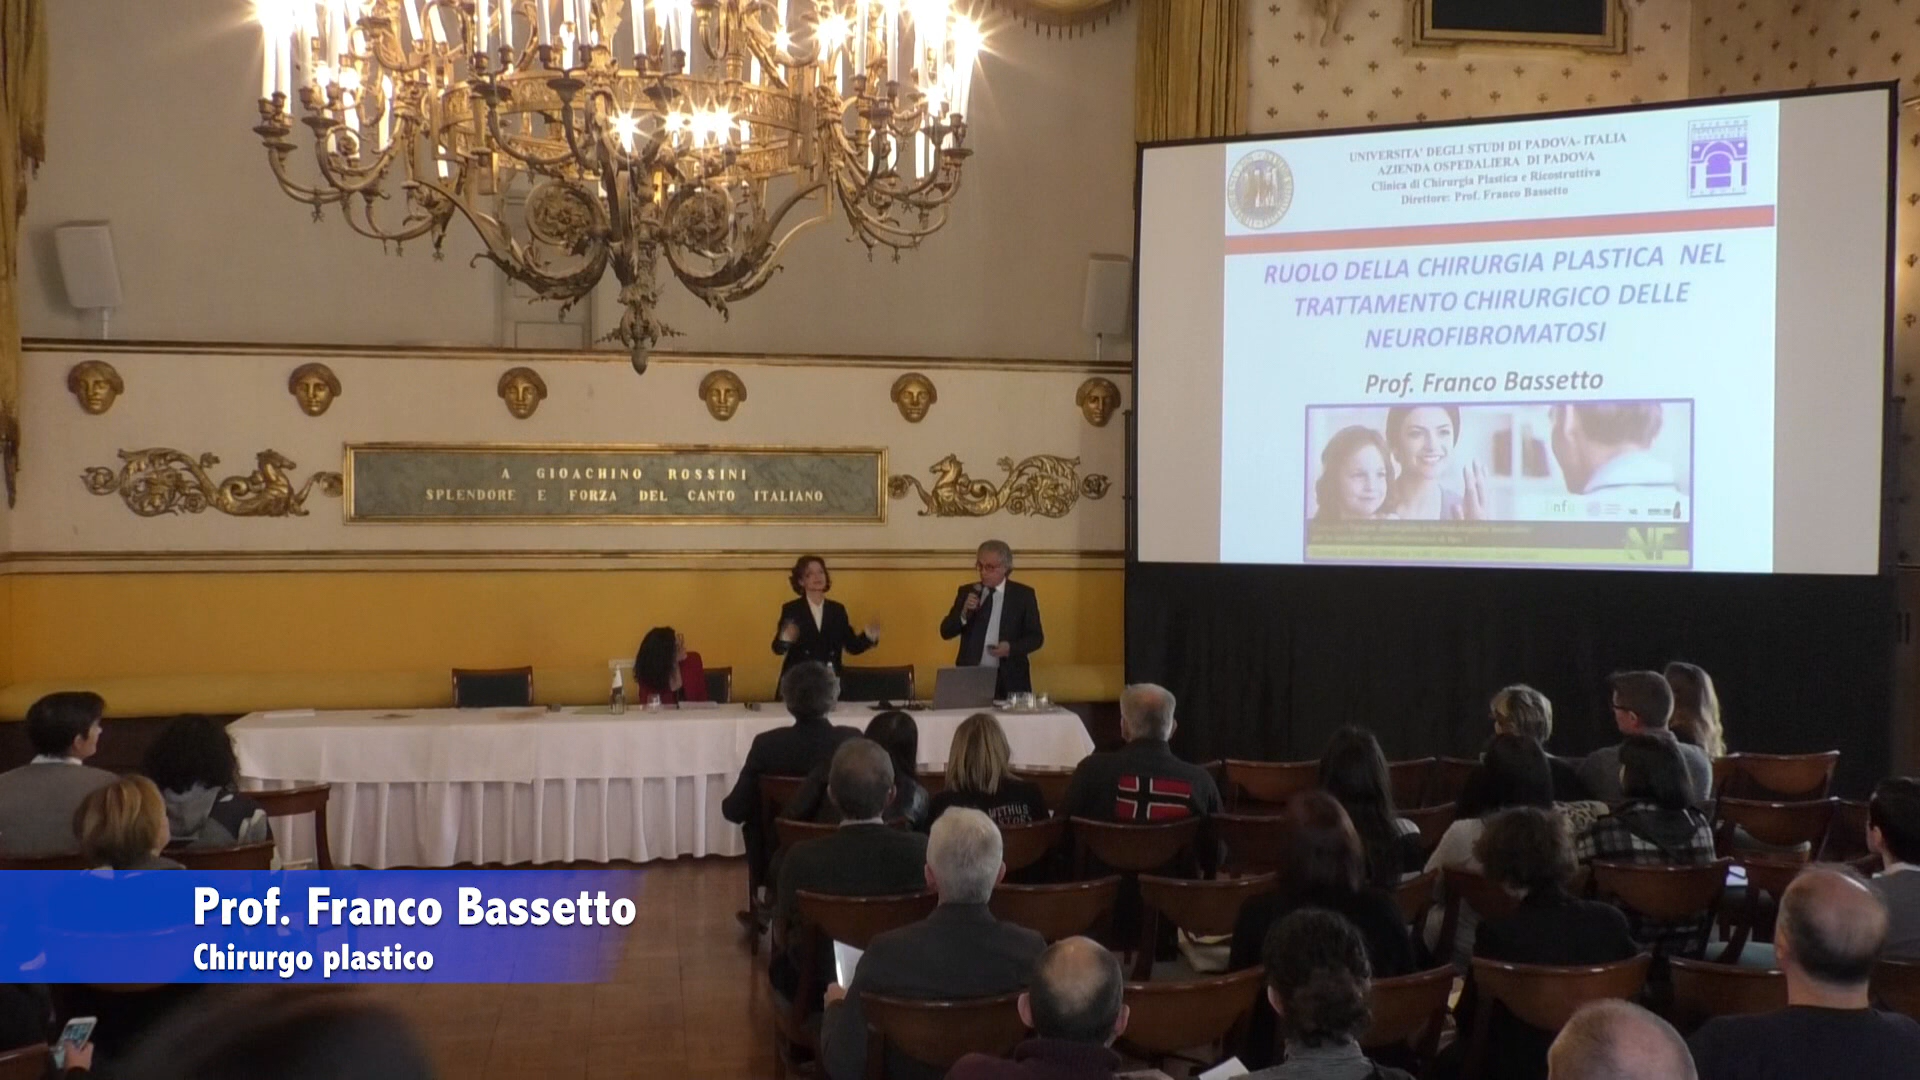 UNIVERSITA' DEGLI STUDI DI PADOVA- ITALIA
AZIENDA OSPEDALIERA DI PADOVA
Clinica di Chirurgia Plastica e Ricostruttiva
Direttore: Prof. Franco Bassetto
RUOLO DELLA CHIRURGIA PLASTICA NEL
TRATTAMENTO CHIRURGICO DELLE
NEUROFIBROMATOSI
Prof. Franco Bassetto
NF
A GIOACHINO ROSSINI
SPLENDORE E FORZA DEL CANTO ITALIANO
Prof. Franco Bassetto
Chirurgo plastico